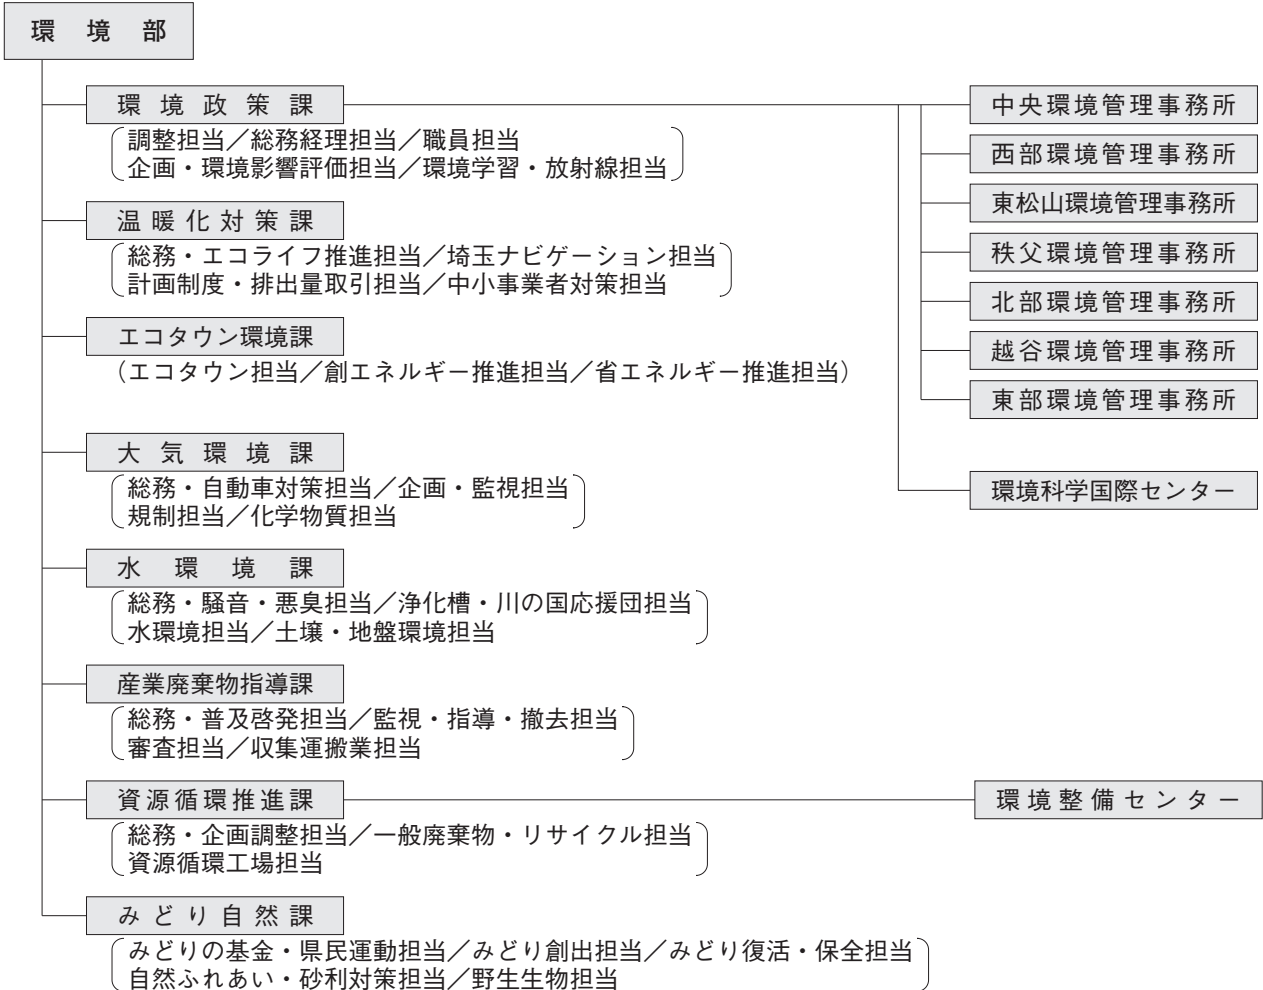 環境部
環境政策課
調整担当／総務経理担当／職員担当
企画・環境影響評価担当／環境学習・放射線担当
温暖化対策課
総務・エコライフ推進担当／埼玉ナビゲーション担当
計画制度・排出量取引担当／中小事業者対策担当
エコタウン環境課
（エコタウン担当／創エネルギー推進担当／省エネルギー推進担当）
大気環境課
総務・自動車対策担当／企画・監視担当
規制担当／化学物質担当
水環境課
総務・騒音・悪臭担当／浄化槽・川の国応援団担当
水環境担当／土壌・地盤環境担当
産業廃棄物指導課
総務・普及啓発担当／監視・指導・撤去担当
審査担当／収集運搬業担当
資源循環推進課
総務・企画調整担当／一般廃棄物・リサイクル担当
資源循環工場担当
みどり自然課
みどりの基金・県民運動担当／みどり創出担当／みどり復活・保全担当
自然ふれあい・砂利対策担当／野生生物担当
中央環境管理事務所
西部環境管理事務所
東松山環境管理事務所
秩父環境管理事務所
北部環境管理事務所
越谷環境管理事務所
東部環境管理事務所
環境科学国際センター
環境整備センター